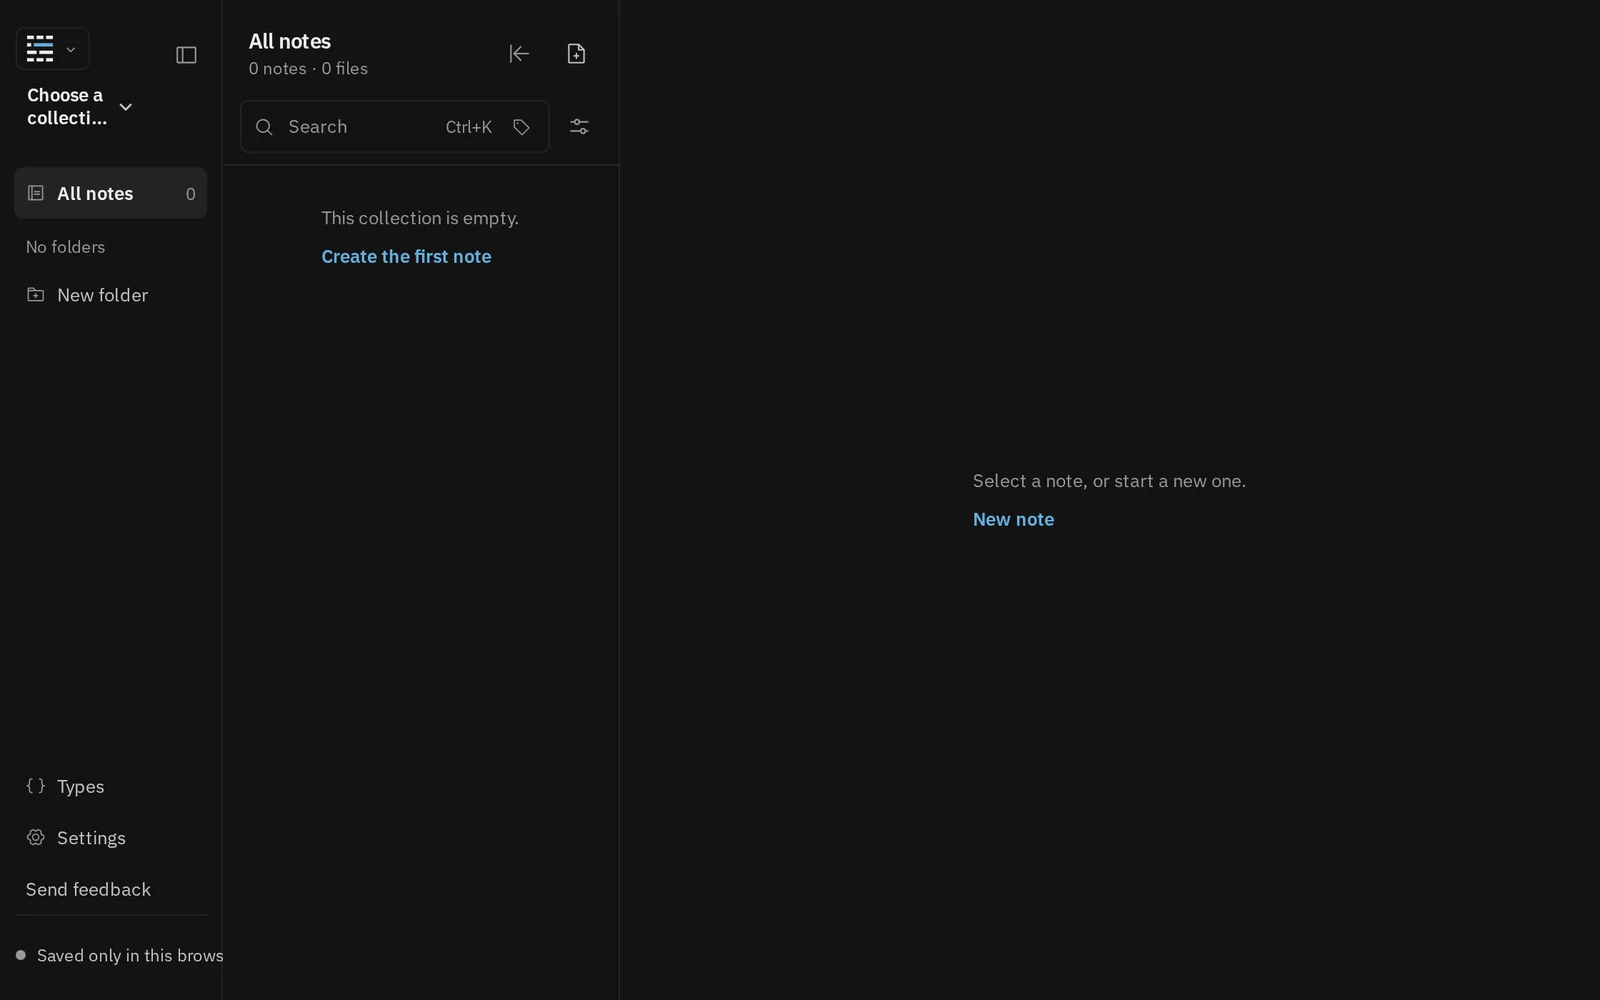 Choose a
collecti...
All notes
0
No folders
New folder
Types
Settings
Send feedback
Saved only in this brows
All notes
0 notes · 0 files
Search
Ctrl+K
This collection is empty.
Create the first note
Select a note, or start a new one.
New note